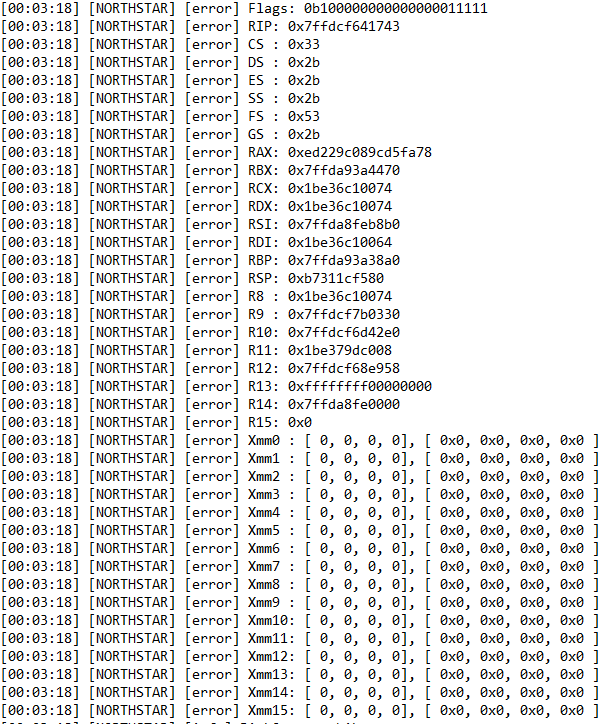 [00:03:18] [NORTHSTAR] [error] Flags: 0b100000000000000011111
[00:03:18] [NORTHSTAR] [error] RIP: 0x7ffdcf641743
[00:03:18] [NORTHSTAR] [error] CS : 0x33
[00:03:18] [NORTHSTAR] [error] DS : 0x2b
[00:03:18] [NORTHSTAR] [error] ES : 0x2b
[00:03:18] [NORTHSTAR] [error] SS : 0x2b
[00:03:18] [NORTHSTAR] [error] FS : 0x53
[00:03:18] [NORTHSTAR] [error] GS : 0x2b
[00:03:18] [NORTHSTAR] [error] RAX: 0xed229c089cd5fa78
[00:03:18] [NORTHSTAR] [error] RBX: 0x7ffda93a4470
[00:03:18] [NORTHSTAR] [error] RCX: 0x1be36c10074
[00:03:18] [NORTHSTAR] [error] RDX: 0x1be36c10074
[00:03:18] [NORTHSTAR] [error] RSI: 0x7ffda8feb8b0
[00:03:18] [NORTHSTAR] [error] RDI: 0x1be36c10064
[00:03:18] [NORTHSTAR] [error] RBP: 0x7ffda93a38a0
[00:03:18] [NORTHSTAR] [error] RSP: 0xb7311cf580
[00:03:18] [NORTHSTAR] [error] R8 : 0x1be36c10074
[00:03:18] [NORTHSTAR] [error] R9 : 0x7ffdcf7b0330
[00:03:18] [NORTHSTAR] [error] R10: 0x7ffdcf6d42e0
[00:03:18] [NORTHSTAR] [error] R11: 0x1be379dc008
[00:03:18] [NORTHSTAR] [error] R12: 0x7ffdcf68e958
[00:03:18] [NORTHSTAR] [error] R13: 0xffffffff00000000
[00:03:18] [NORTHSTAR] [error] R14: 0x7ffda8fe0000
[00:03:18] [NORTHSTAR] [error] R15: 0x0
[00:03:18] [NORTHSTAR] [error] Xmm0 : [ 0, 0, 0, 0], [ 0x0, 0x0, 0x0, 0x0 ]
[00:03:18] [NORTHSTAR] [error] Xmm1 : [ 0, 0, 0, 0], [ 0x0, 0x0, 0x0, 0x0 ]
[00:03:18] [NORTHSTAR] [error] Xmm2 : [ 0, 0, 0, 0], [ 0x0, 0x0, 0x0, 0x0 ]
[00:03:18] [NORTHSTAR] [error] Xmm3 : [ 0, 0, 0, 0], [ 0x0, 0x0, 0x0, 0x0 ]
[00:03:18] [NORTHSTAR] [error] Xmm4 : [ 0, 0, 0, 0], [ 0x0, 0x0, 0x0, 0x0 ]
[00:03:18] [NORTHSTAR] [error] Xmm5 : [ 0, 0, 0, 0], [ 0x0, 0x0, 0x0, 0x0 ]
[00:03:18] [NORTHSTAR] [error] Xmm6 : [ 0, 0, 0, 0], [ 0x0, 0x0, 0x0, 0x0 ]
[00:03:18] [NORTHSTAR] [error] Xmm7 : [ 0, 0, 0, 0], [ 0x0, 0x0, 0x0, 0x0 ]
[00:03:18] [NORTHSTAR] [error] Xmm8 : [ 0, 0, 0, 0], [ 0x0, 0x0, 0x0, 0x0 ]
[00:03:18] [NORTHSTAR] [error] Xmm9 : [ 0, 0, 0, 0], [ 0x0, 0x0, 0x0, 0x0 ]
[00:03:18] [NORTHSTAR] [error] Xmm10: [ 0, 0, 0, 0], [ 0x0, 0x0, 0x0, 0x0 ]
[00:03:18] [NORTHSTAR] [error] Xmm11: [ 0, 0, 0, 0], [ 0x0, 0x0, 0x0, 0x0 ]
[00:03:18] [NORTHSTAR] [error] Xmm12: [ 0, 0, 0, 0], [ 0x0, 0x0, 0x0, 0x0 ]
[00:03:18] [NORTHSTAR] [error] Xmm13: [ 0, 0, 0, 0], [ 0x0, 0x0, 0x0, 0x0 ]
[00:03:18] [NORTHSTAR] [error] Xmm14: [ 0, 0, 0, 0], [ 0x0, 0x0, 0x0, 0x0 ]
[00:03:18] [NORTHSTAR] [error] Xmm15: [ 0, 0, 0, 0], [ 0x0, 0x0, 0x0, 0x0 ]